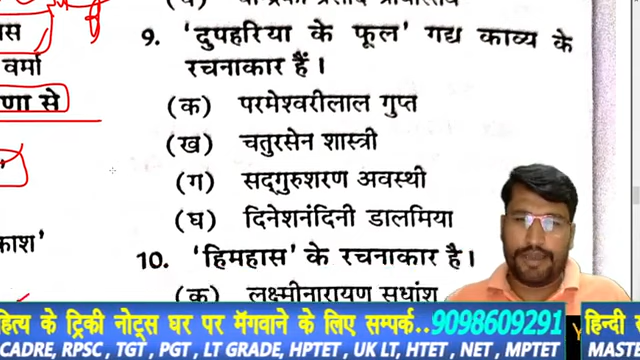 वर्मा
णा से
9. 'दुपहरिया के फूल' गद्य काव्य के
रचनाकार हैं।
(क) परमेश्वरीलाल गुप्त
(ख) चतुरसेन शास्त्री
(ग) सद्‌गुरुशरण अवस्थी
(घ) दिनेशनंदिनी डालमिया
10. 'हिमहास' के रचनाकार है।
(क) लक्ष्मीनारायण सुधांश
हित्य के ट्रिकी नोट्स घर पर मॅगवाने के लिए सम्पर्क..9098609291 हिन्दी स
CADRE, RPSC, TGT, PGT, LT GRADE, HPTET, UK LT, HTET, NET, MPTET MAST